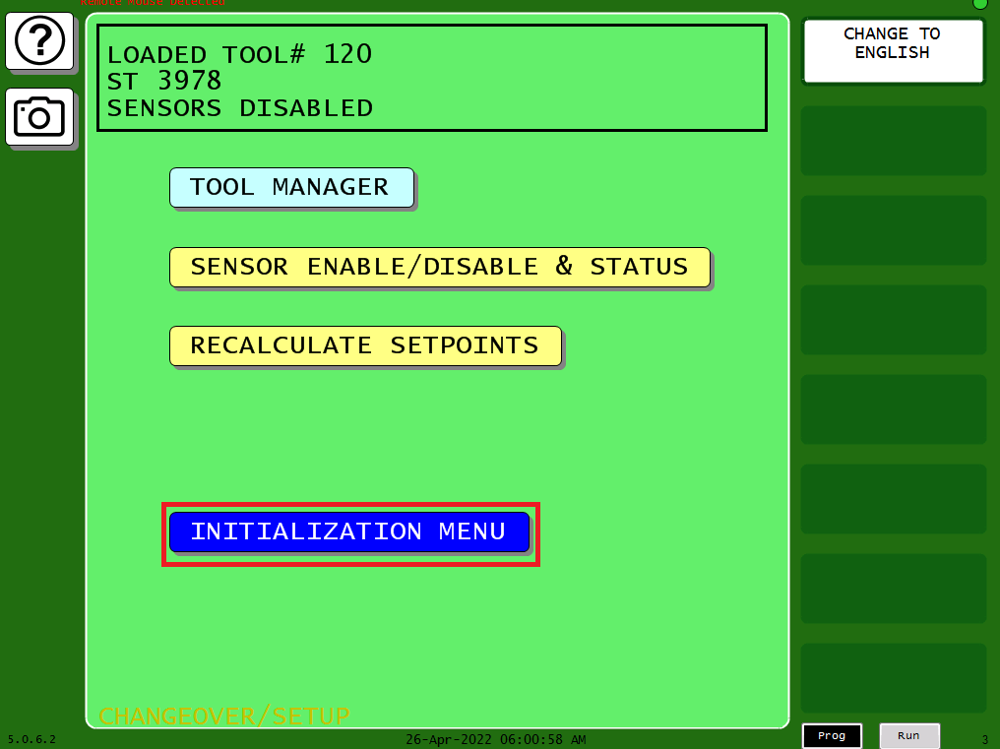 Remote Mouse Detected
?
LOADED TOOL# 120
ST 3978
SENSORS DISABLED
CHANGE TO
ENGLISH
TOOL MANAGER
SENSOR ENABLE/DISABLE & STATUS
RECALCULATE SETPOINTS
INITIALIZATION MENU
CHANGEOVER/SETUP
5.0.6.2
26-Apr-2022 06:00:58 AM
Prog
Run
3